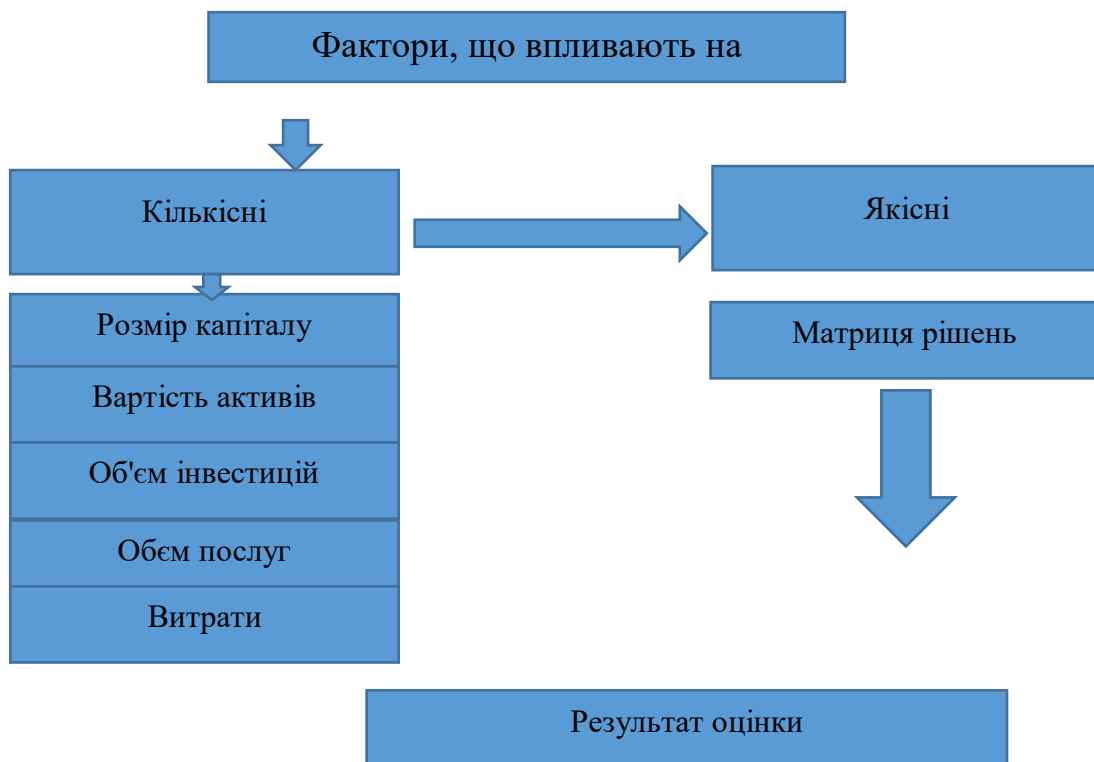 Фактори, що впливають на
Кількісні
Якісні
Розмір капіталу
Матриця рішень
Вартість активів
Об'єм інвестицій
Обєм послуг
Витрати
Результат оцінки